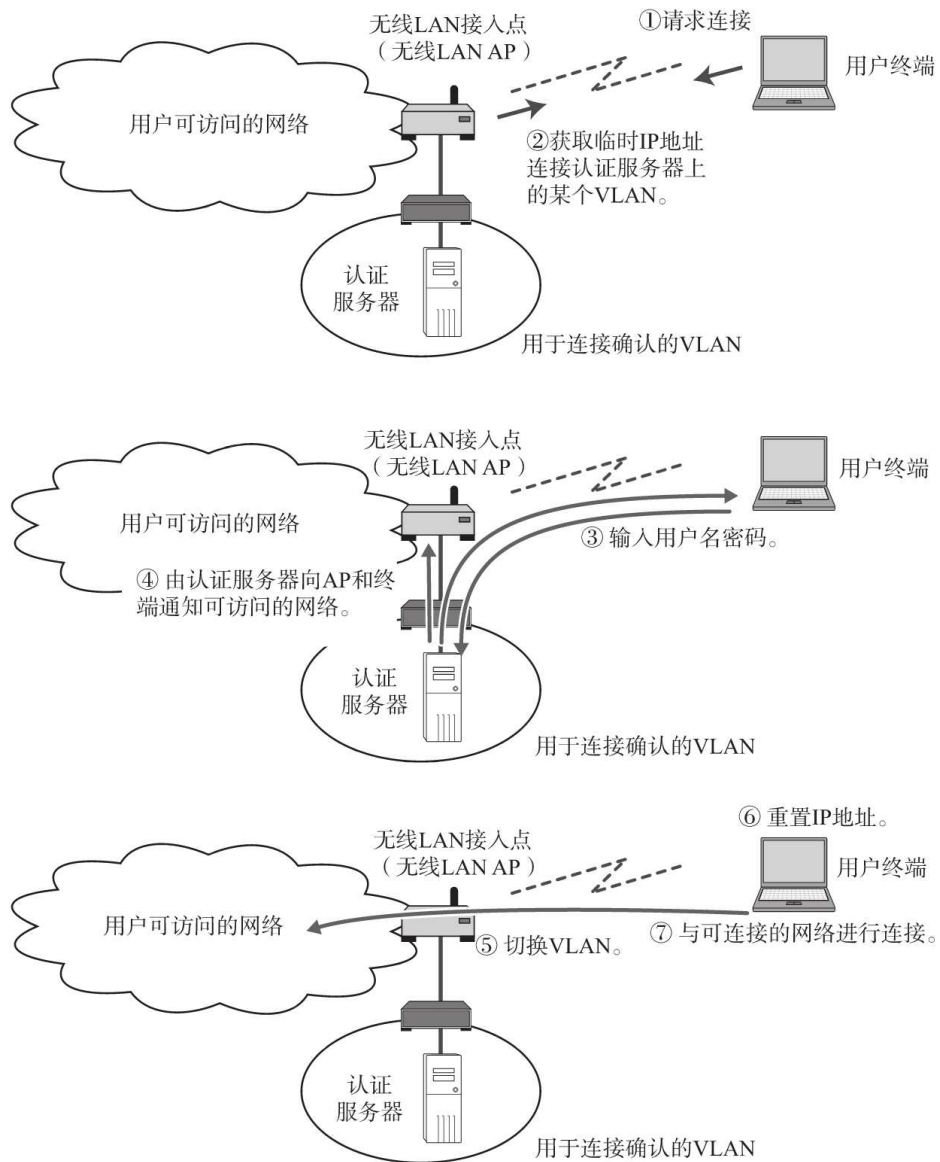 无线LAN接入点
（无线LAN AP）
①请求连接
用户终端
用户可访问的网络
②获取临时IP地址
连接认证服务器上
的某个VLAN。
认证
服务器
用于连接确认的VLAN
无线LAN接入点
（无线LAN AP）
用户终端
用户可访问的网络
③ 输入用户名密码。
④ 由认证服务器向AP和终
端通知可访问的网络。
认证
服务器
用于连接确认的VLAN
⑥ 重置IP地址。
无线LAN接入点
（无线LAN AP）
用户终端
用户可访问的网络
⑤ 切换VLAN。
⑦ 与可连接的网络进行连接。
认证
服务器
用于连接确认的VLAN